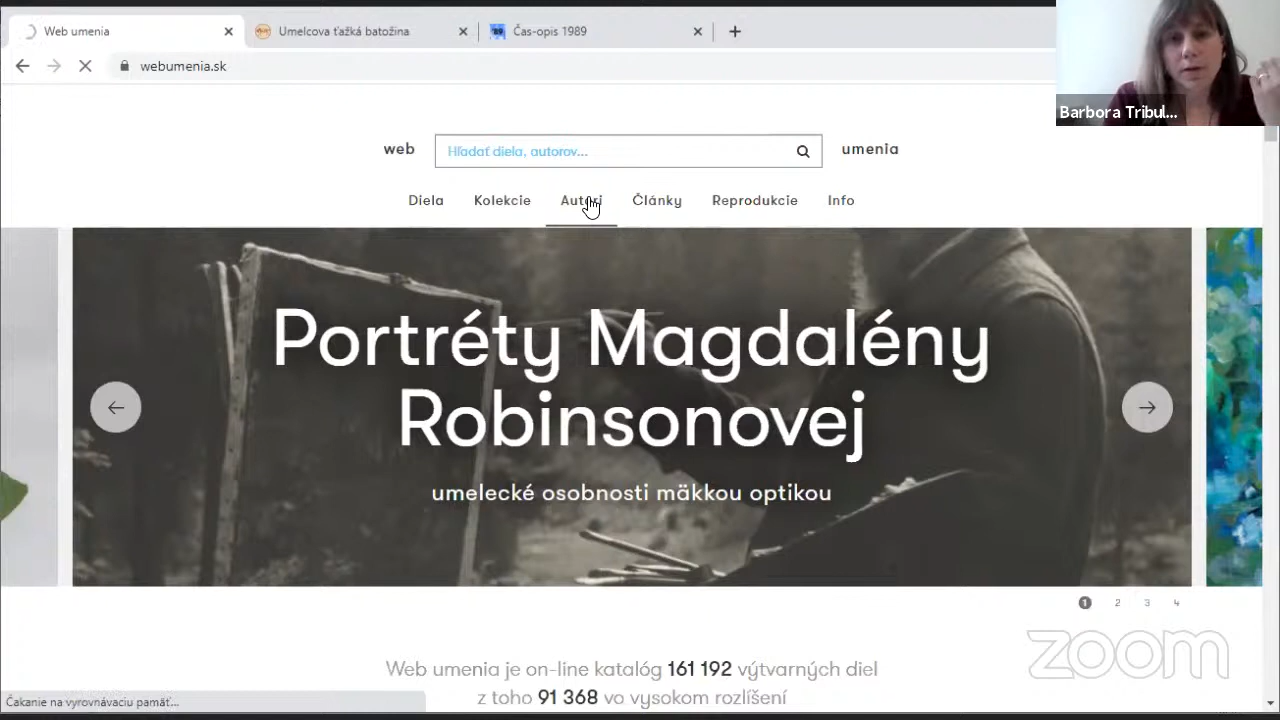 Web umenia
Umelcova ťažká batožina
Čas-opis 1989
webumenia.sk
Barbora Tribul...
web
Hľadať diela, autorov...
umenia
Diela
Kolekcie
Autori
Články
Reprodukcie
Info
Portréty Magdalény
Robinsonovej
umelecké osobnosti mäkkou optikou
1 2 3 4
Web umenia je on-line katalóg 161 192 výtvarných diel
z toho 91 368 vo vysokom rozlíšení
zoom
Čakanie na vyrovnávaciu pamäť...